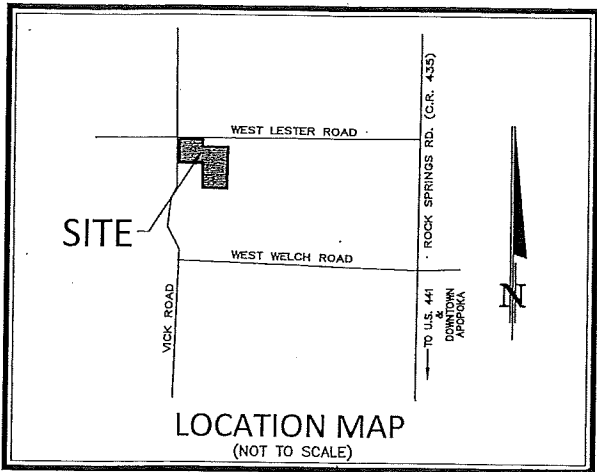 WEST LESTER ROAD
ROCK SPRINGS RD. (C.R. 435)
SITE
WEST WELCH ROAD
VICK ROAD
TO U.S. 441
&
DOWNTOWN
APOPOKA
N
LOCATION MAP
(NOT TO SCALE)